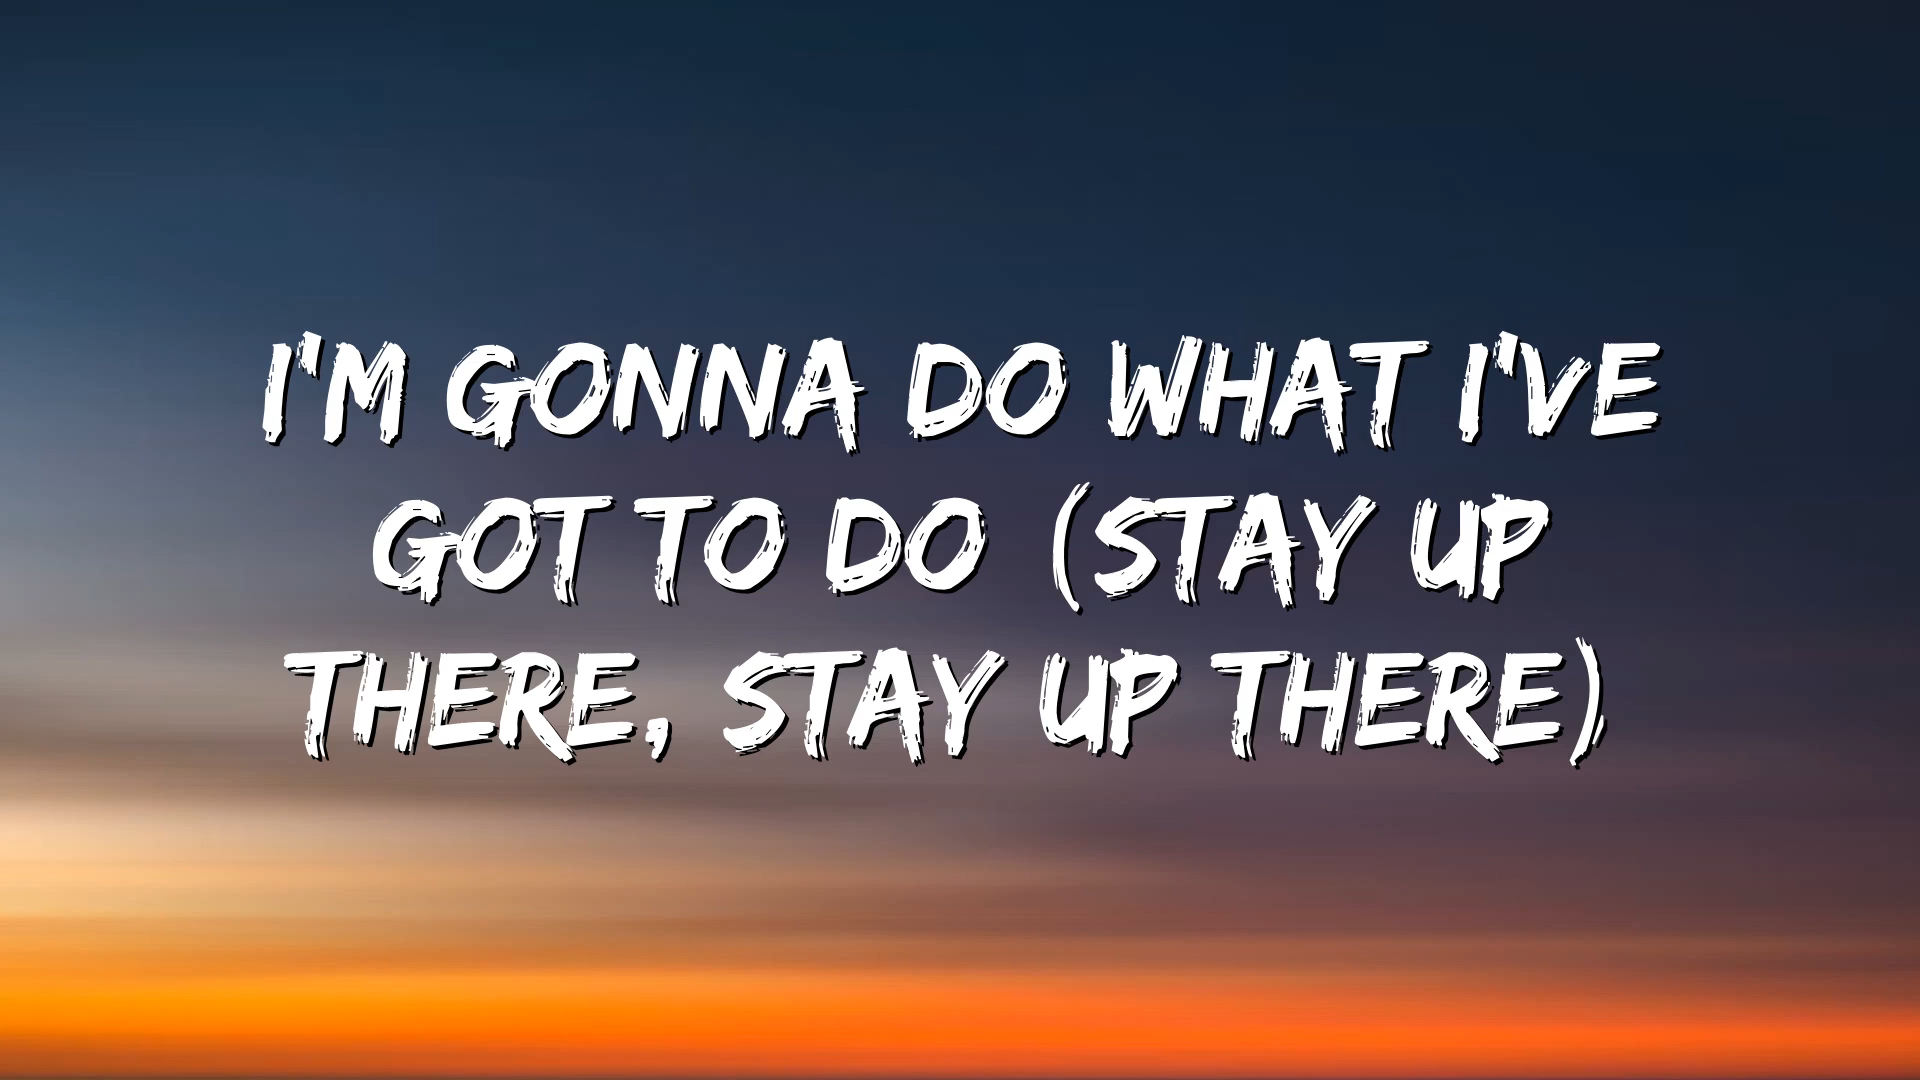 I'M GONNA DO WHAT I'VE
GOT TO DO (STAY UP
THERE, STAY UP THERE)